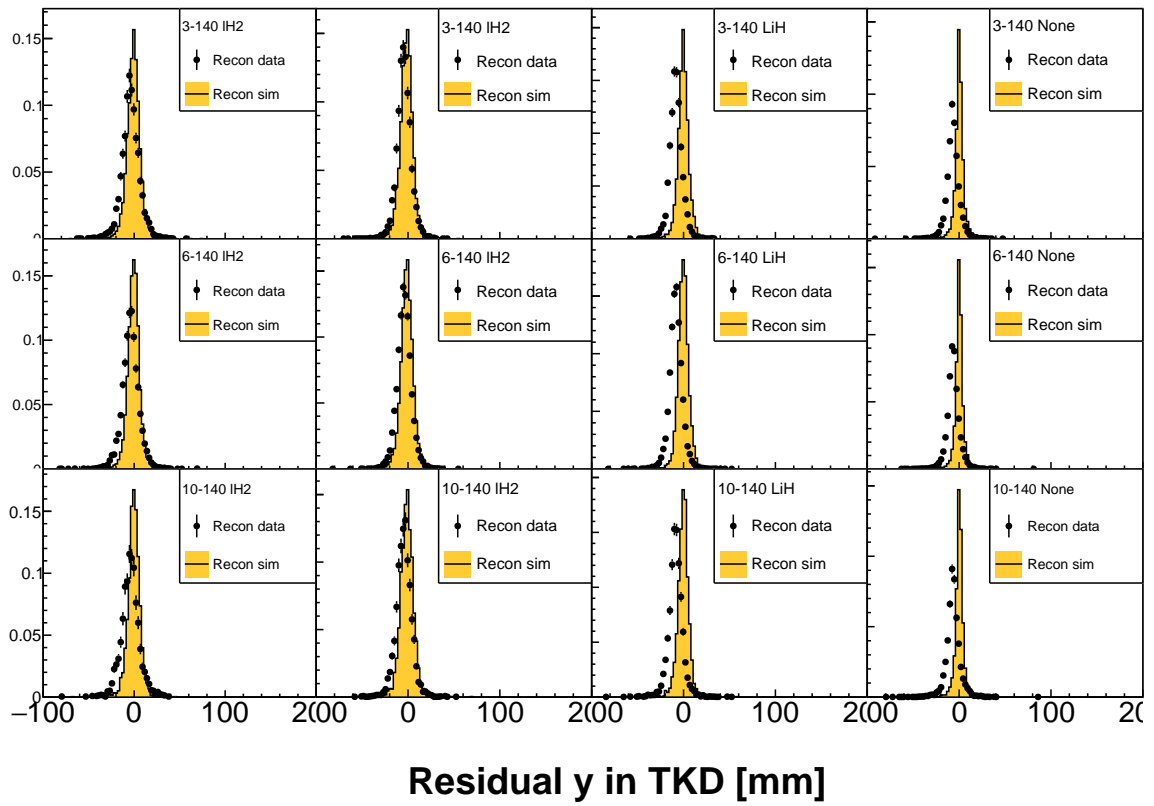 3-140 lH2
Recon data
Recon sim
3-140 lH2
Recon data
Recon sim
3-140 LiH
Recon data
Recon sim
3-140 None
Recon data
Recon sim
0.15
0.1
0.05
0
6-140 lH2
Recon data
Recon sim
6-140 lH2
Recon data
Recon sim
6-140 LiH
Recon data
Recon sim
6-140 None
Recon data
Recon sim
0.15
0.1
0.05
0
10-140 lH2
Recon data
Recon sim
10-140 lH2
Recon data
Recon sim
10-140 LiH
Recon data
Recon sim
10-140 None
Recon data
Recon sim
0.15
0.1
0.05
0
−100 0 100 200 0 100 200 0 100 200 0 100 20
Residual y in TKD [mm]